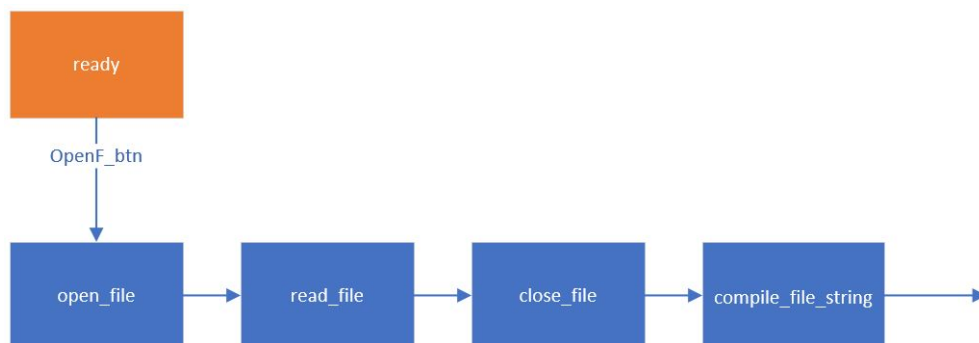 ready
OpenF_btn
open_file
read_file
close_file
compile_file_string